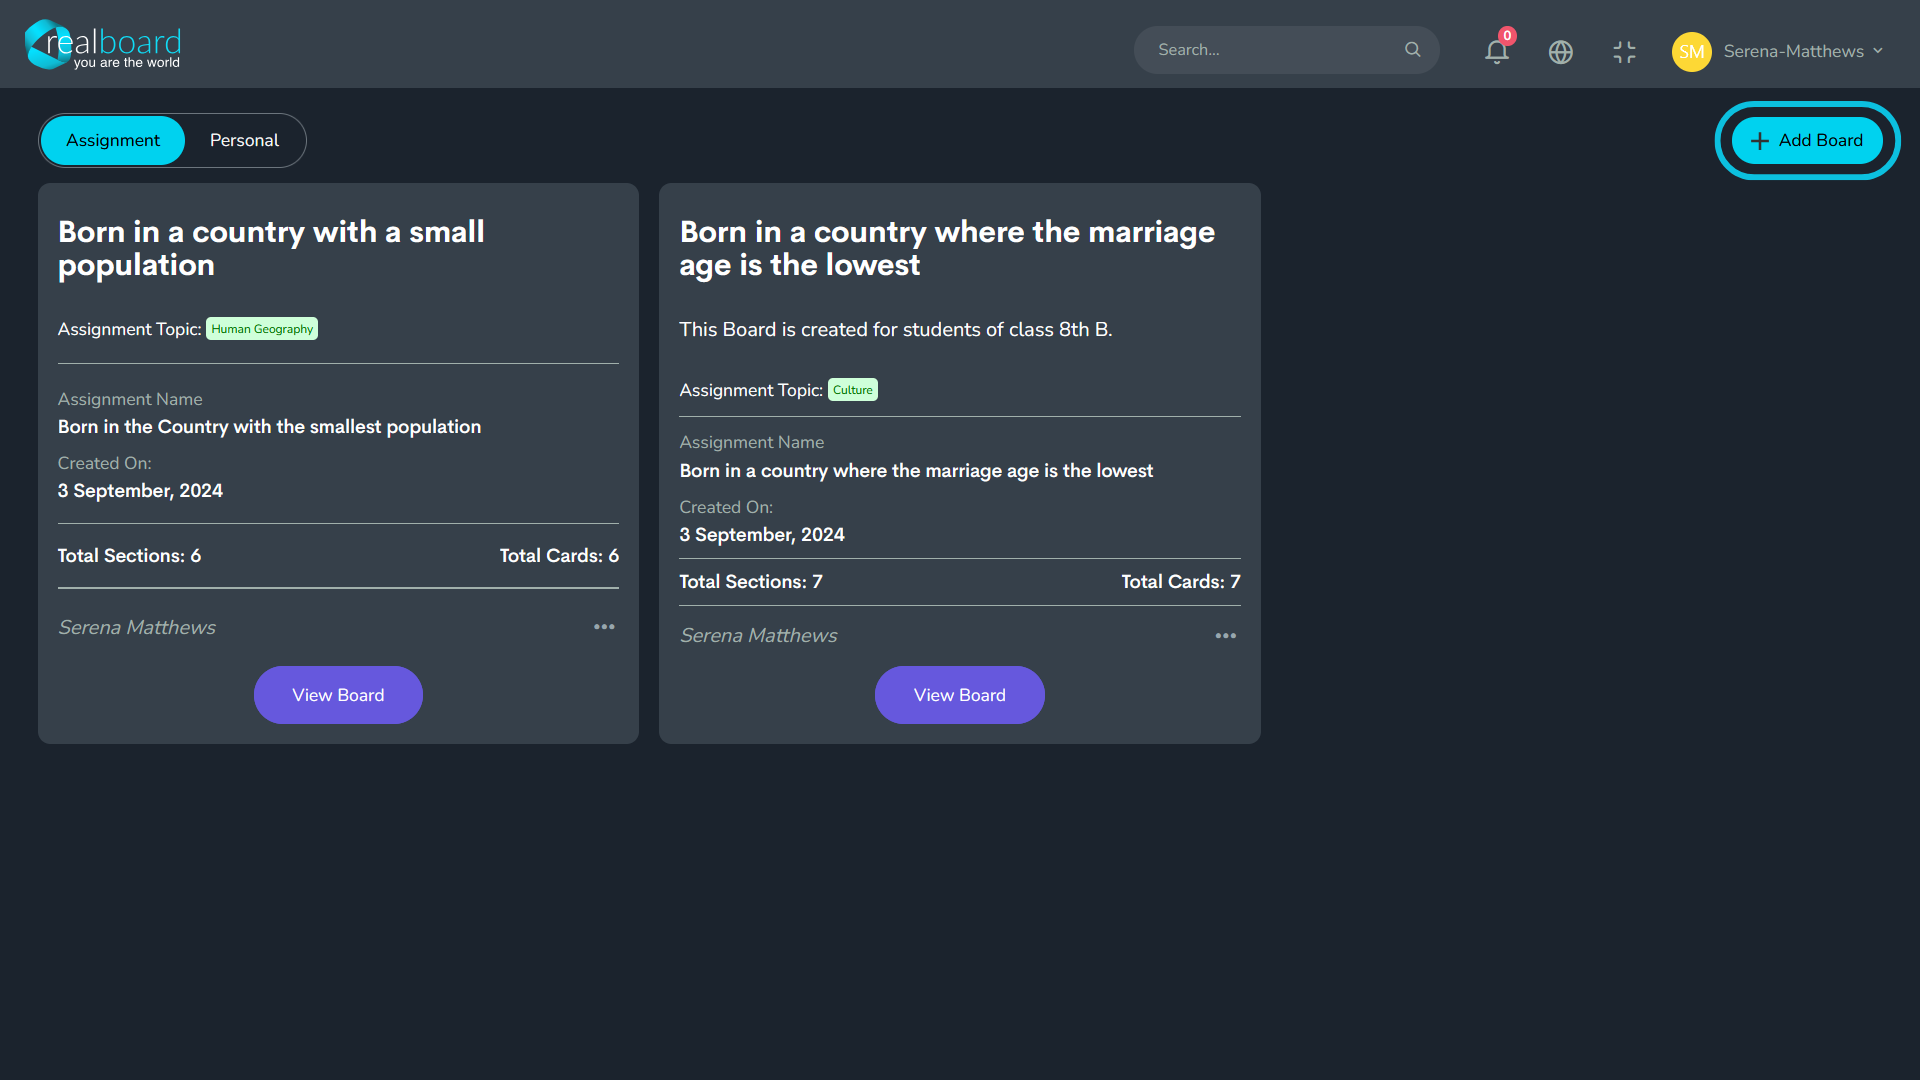 realboard
you are the world
Search...
0
SM
Serena-Matthews
Assignment
Personal
Add Board
Born in a country with a small
population
Assignment Topic: Human Geography
Assignment Name
Born in the Country with the smallest population
Created On:
3 September, 2024
Total Sections: 6
Total Cards: 6
Serena Matthews
View Board
Born in a country where the marriage
age is the lowest
This Board is created for students of class 8th B.
Assignment Topic: Culture
Assignment Name
Born in a country where the marriage age is the lowest
Created On:
3 September, 2024
Total Sections: 7
Total Cards: 7
Serena Matthews
View Board